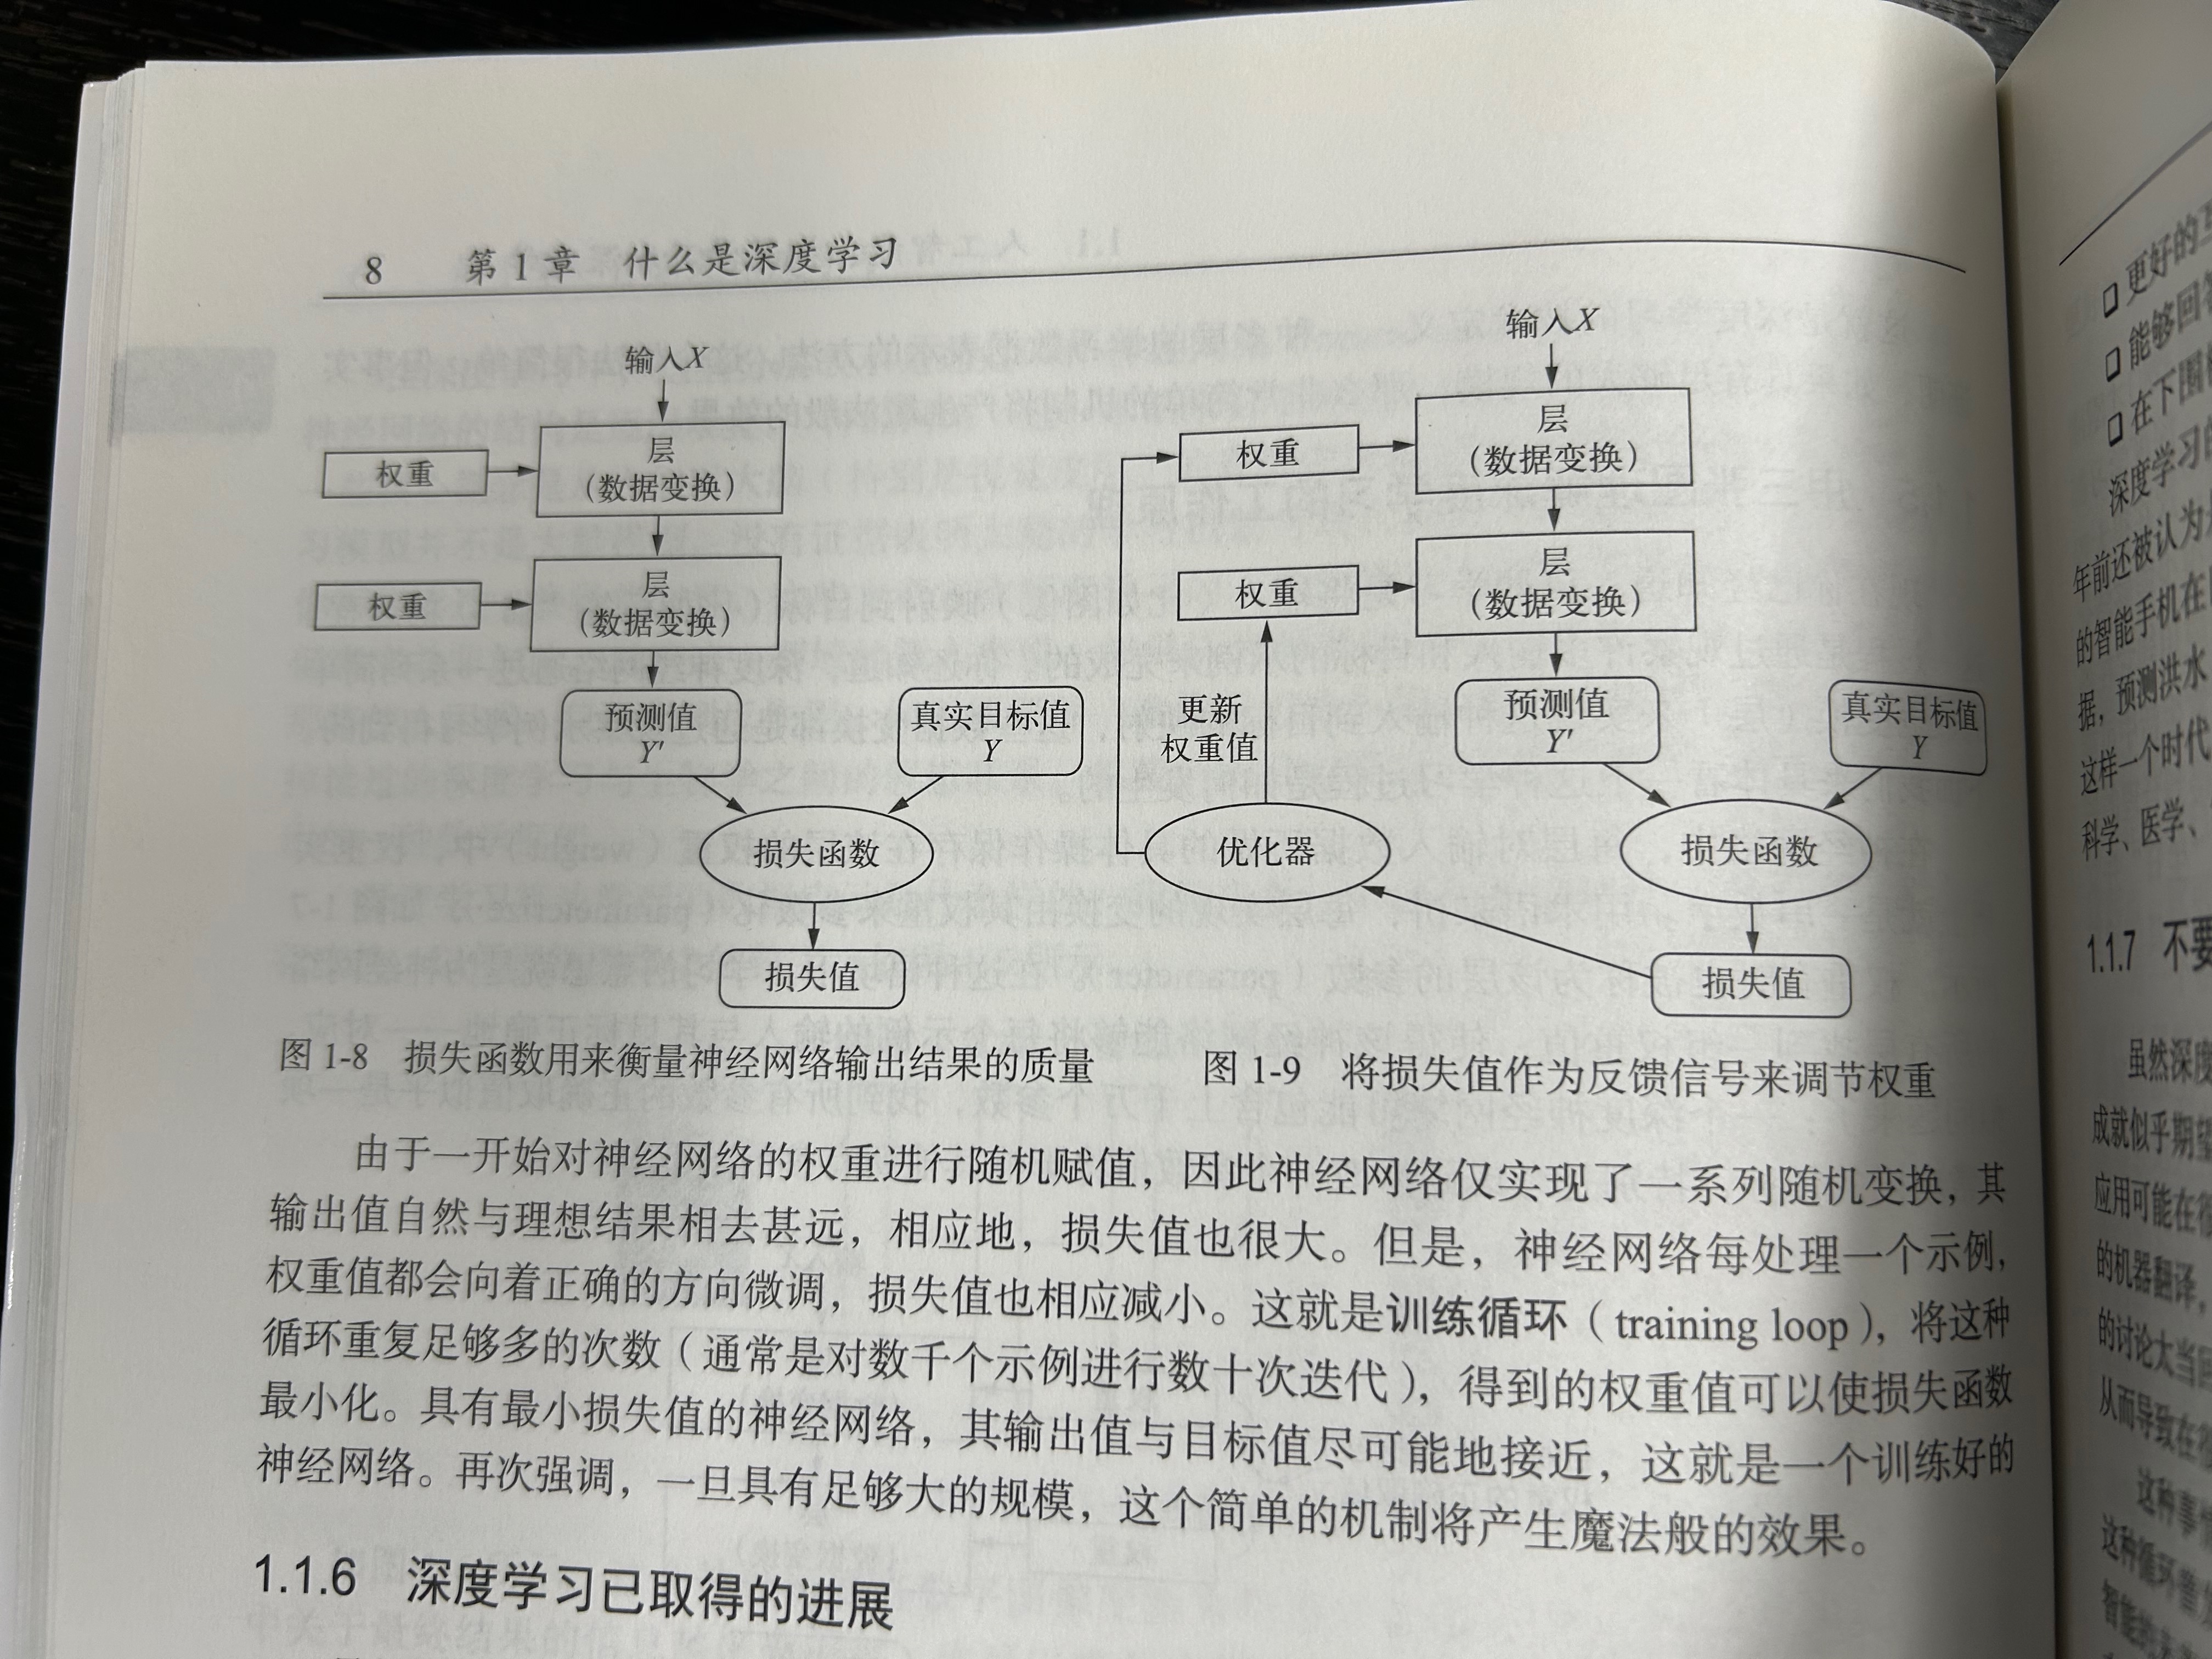 8 第1章 什么是深度学习
输入X
权重
层
(数据变换)
权重
层
(数据变换)
预测值
Y′
真实目标值
Y
损失函数
损失值
图 1-8 损失函数用来衡量神经网络输出结果的质量
输入X
权重
层
(数据变换)
权重
层
(数据变换)
更新
权重值
预测值
Y′
真实目标值
Y
优化器
损失函数
损失值
图 1-9 将损失值作为反馈信号来调节权重
由于一开始对神经网络的权重进行随机赋值，因此神经网络仅实现了一系列随机变换，其
输出值自然与理想结果相去甚远，相应地，损失值也很大。但是，神经网络每处理一个示例，
权重值都会向着正确的方向微调，损失值也相应减小。这就是训练循环（training loop），将这种
循环重复足够多的次数（通常是对数千个示例进行数十次迭代），得到的权重值可以使损失函数
最小化。具有最小损失值的神经网络，其输出值与目标值尽可能地接近，这就是一个训练好的
神经网络。再次强调，一旦具有足够大的规模，这个简单的机制将产生魔法般的效果。
1.1.6 深度学习已取得的进展
更好的
能够回答
在下围
深度学习的
年前还被认为是
的智能手机在
据，预测洪水
这样一个时代
科学、医学、
1.1.7 不要
虽然深度
成就似乎期望
应用可能在
的机器翻译，
的讨论太当回
从而导致在
这种事情
这种循环曾
智能的